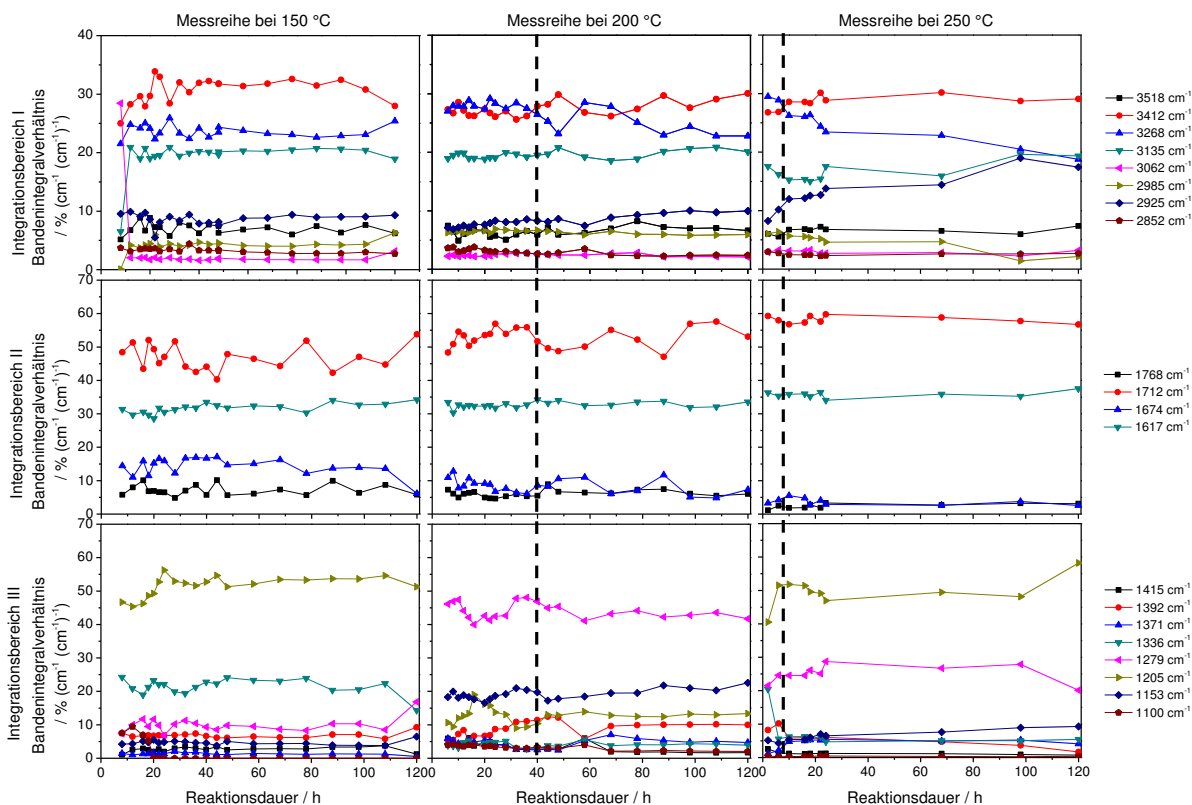 Messreihe bei 150 °C
Messreihe bei 200 °C
Messreihe bei 250 °C
Integrationsbereich I
Bandenintegralverhältnis
/ % (cm⁻¹ (cm⁻¹)⁻¹)
40
30
20
10
0
3518 cm⁻¹
3412 cm⁻¹
3268 cm⁻¹
3135 cm⁻¹
3062 cm⁻¹
2985 cm⁻¹
2925 cm⁻¹
2852 cm⁻¹
Integrationsbereich II
Bandenintegralverhältnis
/ % (cm⁻¹ (cm⁻¹)⁻¹)
70
60
50
40
30
20
10
0
1768 cm⁻¹
1712 cm⁻¹
1674 cm⁻¹
1617 cm⁻¹
Integrationsbereich III
Bandenintegralverhältnis
/ % (cm⁻¹ (cm⁻¹)⁻¹)
70
60
50
40
30
20
10
0
1415 cm⁻¹
1392 cm⁻¹
1371 cm⁻¹
1336 cm⁻¹
1279 cm⁻¹
1205 cm⁻¹
1153 cm⁻¹
1100 cm⁻¹
0 20 40 60 80 100 120 0 20 40 60 80 100 120 0 20 40 60 80 100 120
Reaktionsdauer / h
Reaktionsdauer / h
Reaktionsdauer / h